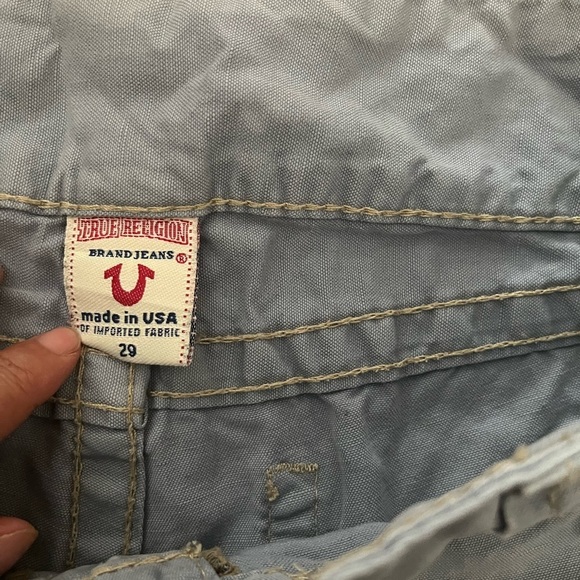 TRUE RELIGION
BRAND JEANS ®
made in USA
OF IMPORTED FABRIC
29